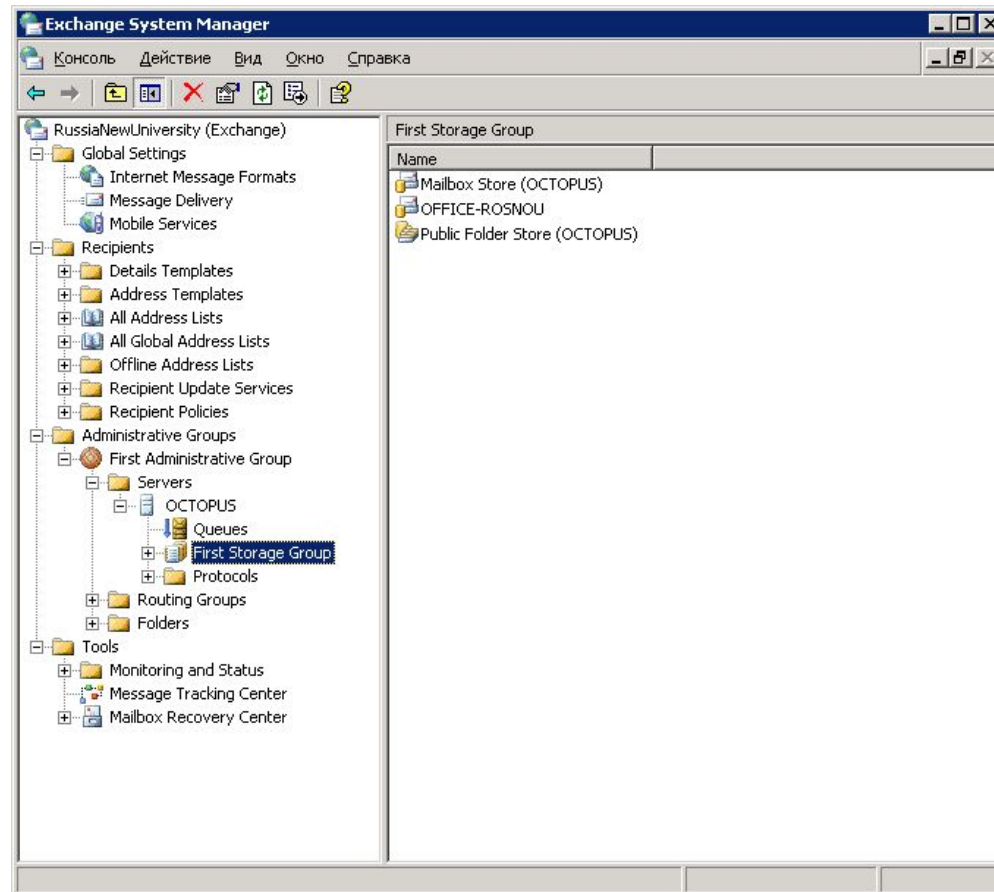 Exchange System Manager
Консоль Действие Вид Окно Справка
RussiaNewUniversity (Exchange)
Global Settings
Internet Message Formats
Message Delivery
Mobile Services
Recipients
Details Templates
Address Templates
All Address Lists
All Global Address Lists
Offline Address Lists
Recipient Update Services
Recipient Policies
Administrative Groups
First Administrative Group
Servers
OCTOPUS
Queues
First Storage Group
Protocols
Routing Groups
Folders
Tools
Monitoring and Status
Message Tracking Center
Mailbox Recovery Center
First Storage Group
Name
Mailbox Store (OCTOPUS)
OFFICE-ROSNOU
Public Folder Store (OCTOPUS)